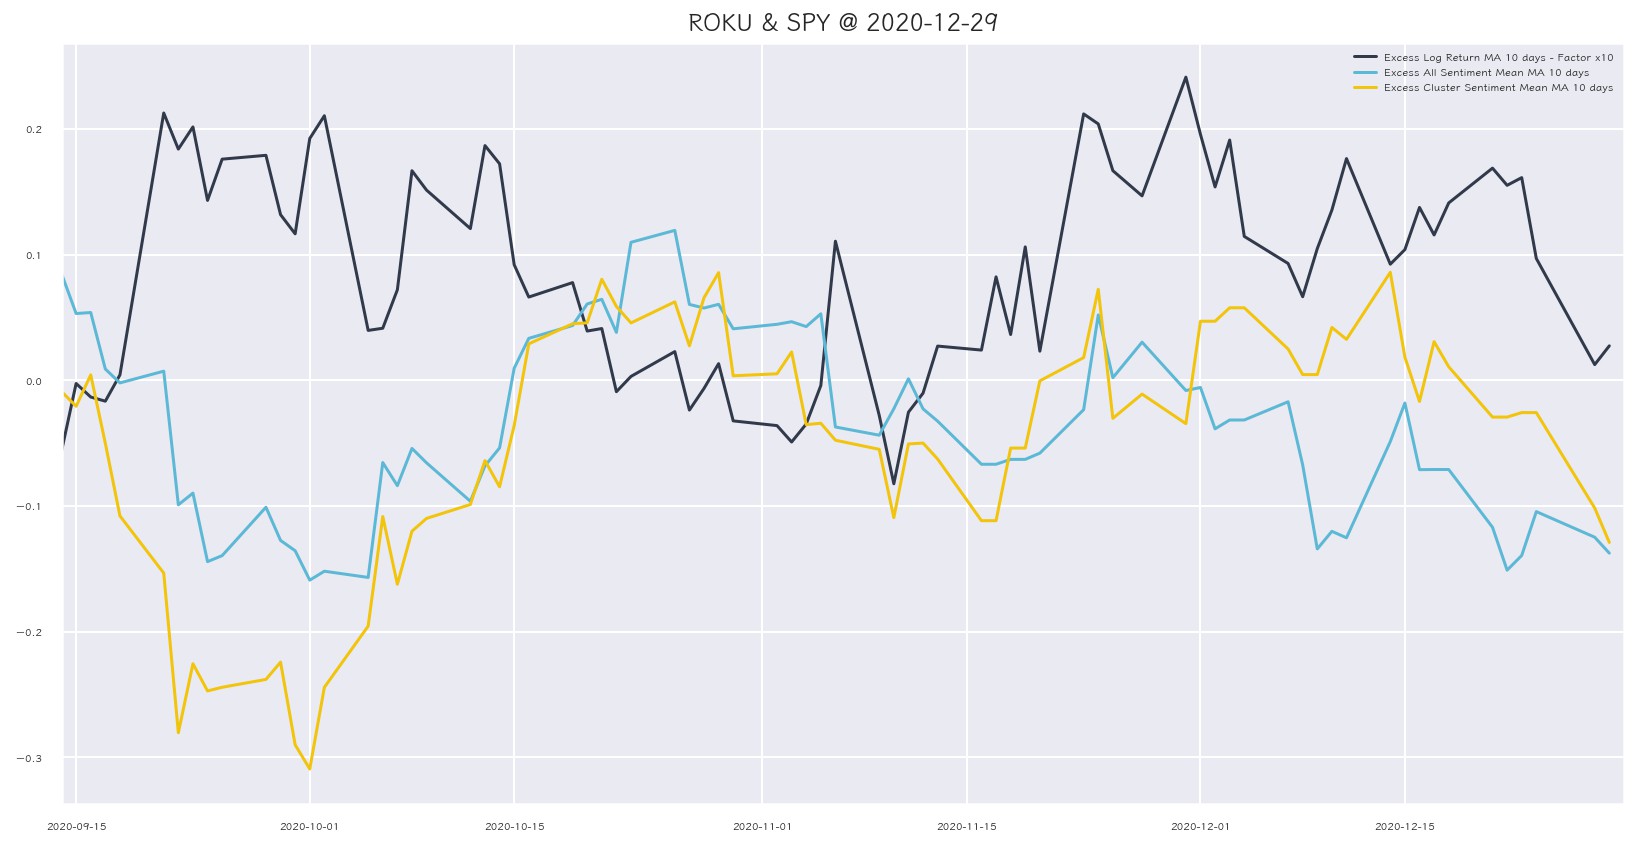 ROKU & SPY @ 2020-12-29
Excess Log Return MA 10 days - Factor x10
Excess All Sentiment Mean MA 10 days
Excess Cluster Sentiment Mean MA 10 days
0.2
0.1
0.0
−0.1
−0.2
−0.3
2020-09-15 2020-10-01 2020-10-15 2020-11-01 2020-11-15 2020-12-01 2020-12-15